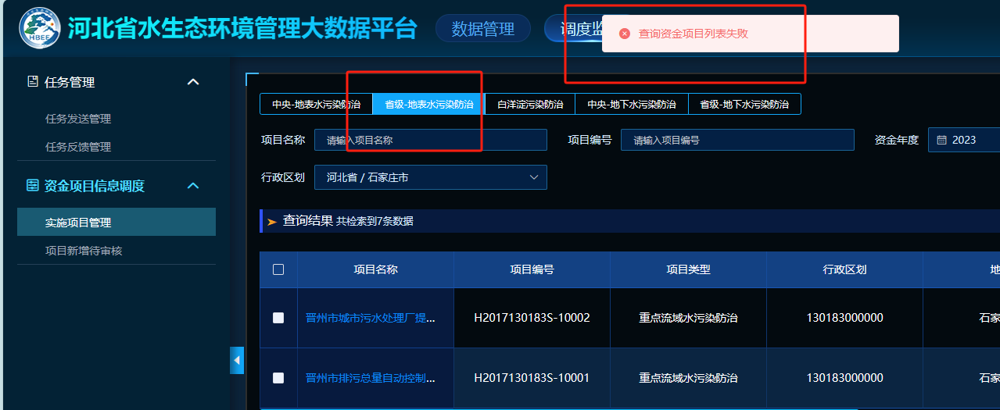 HBEE
河北省水生态环境管理大数据平台
数据管理
调度监
查询资金项目列表失败
任务管理
任务发送管理
任务反馈管理
资金项目信息调度
实施项目管理
项目新增待审核
中央-地表水污染防治 省级-地表水污染防治 白洋淀污染防治 中央-地下水污染防治 省级-地下水污染防治
项目名称 请输入项目名称 项目编号 请输入项目编号 资金年度 2023
行政区划 河北省 / 石家庄市
查询结果 共检索到7条数据
项目名称 项目编号 项目类型 行政区划 地
晋州市城市污水处理厂提... H2017130183S-10002 重点流域水污染防治 130183000000 石家
晋州市排污总量自动控制... H2017130183S-10001 重点流域水污染防治 130183000000 石家